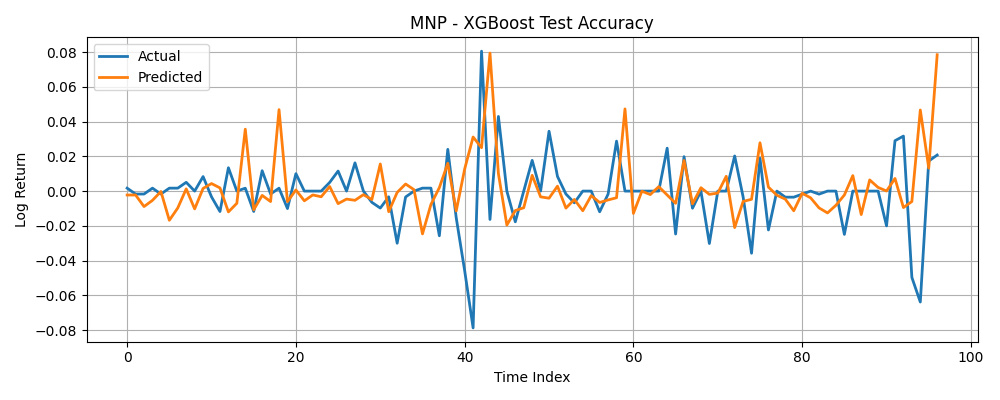 MNP - XGBoost Test Accuracy
Actual
Predicted
Log Return
0.08
0.06
0.04
0.02
0.00
−0.02
−0.04
−0.06
−0.08
0 20 40 60 80 100
Time Index